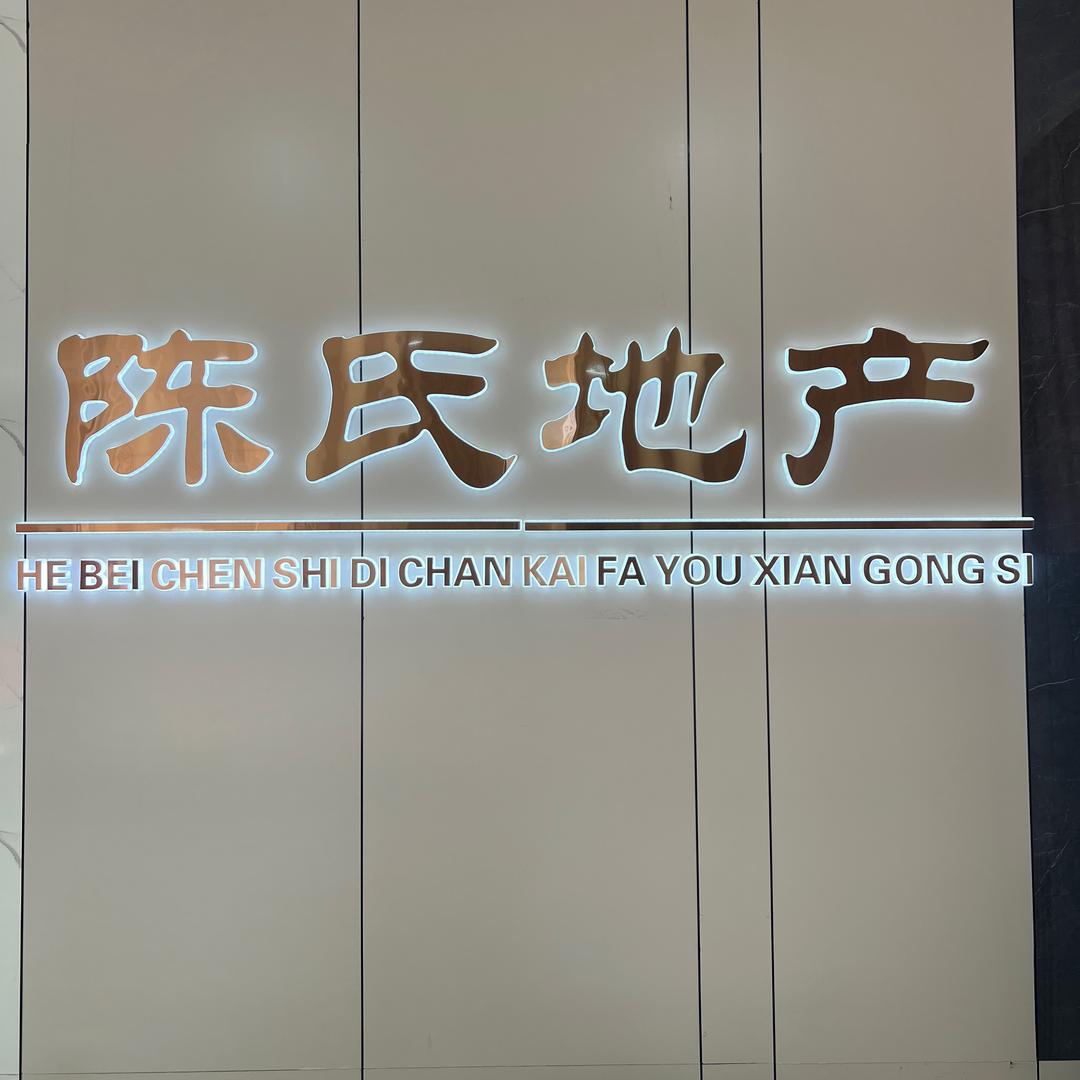 陈氏地产
HE BEI CHEN SHI DI CHAN KAI FA YOU XIAN GONG SI